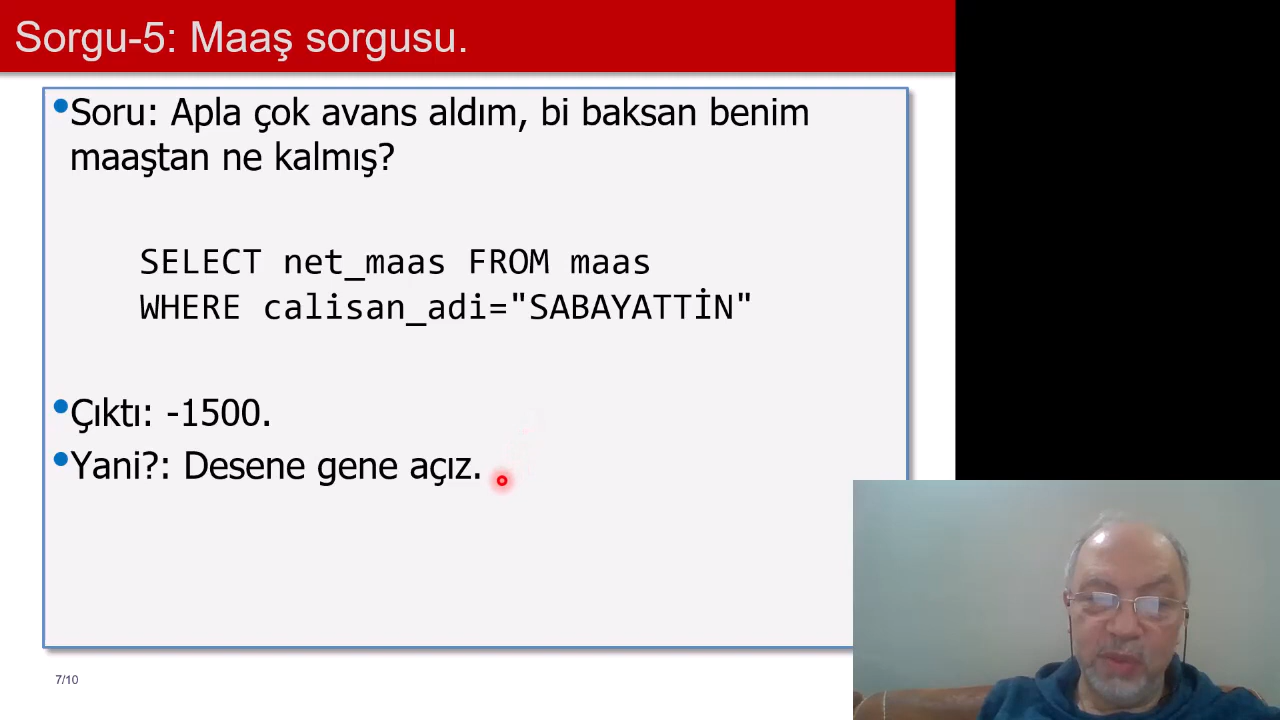 Sorgu-5: Maaş sorgusu.
•Soru: Apla çok avans aldım, bi baksan benim
maaştan ne kalmış?
SELECT net_maas FROM maas
WHERE calisan_adi="SABAYATTİN"
•Çıktı: -1500.
•Yani?: Desene gene açız.
7/10